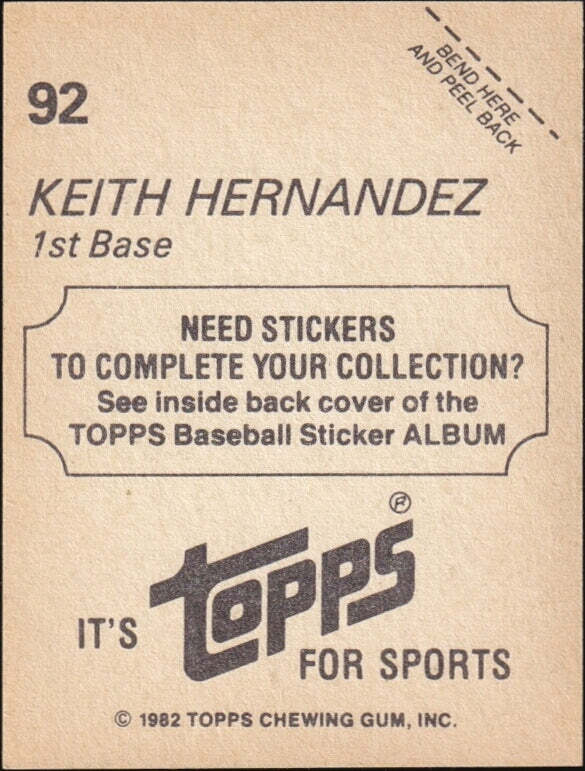 BEND HERE
AND PEEL BACK
92
KEITH HERNANDEZ
1st Base
NEED STICKERS
TO COMPLETE YOUR COLLECTION?
See inside back cover of the
TOPPS Baseball Sticker ALBUM
IT'S topps®
FOR SPORTS
© 1982 TOPPS CHEWING GUM, INC.